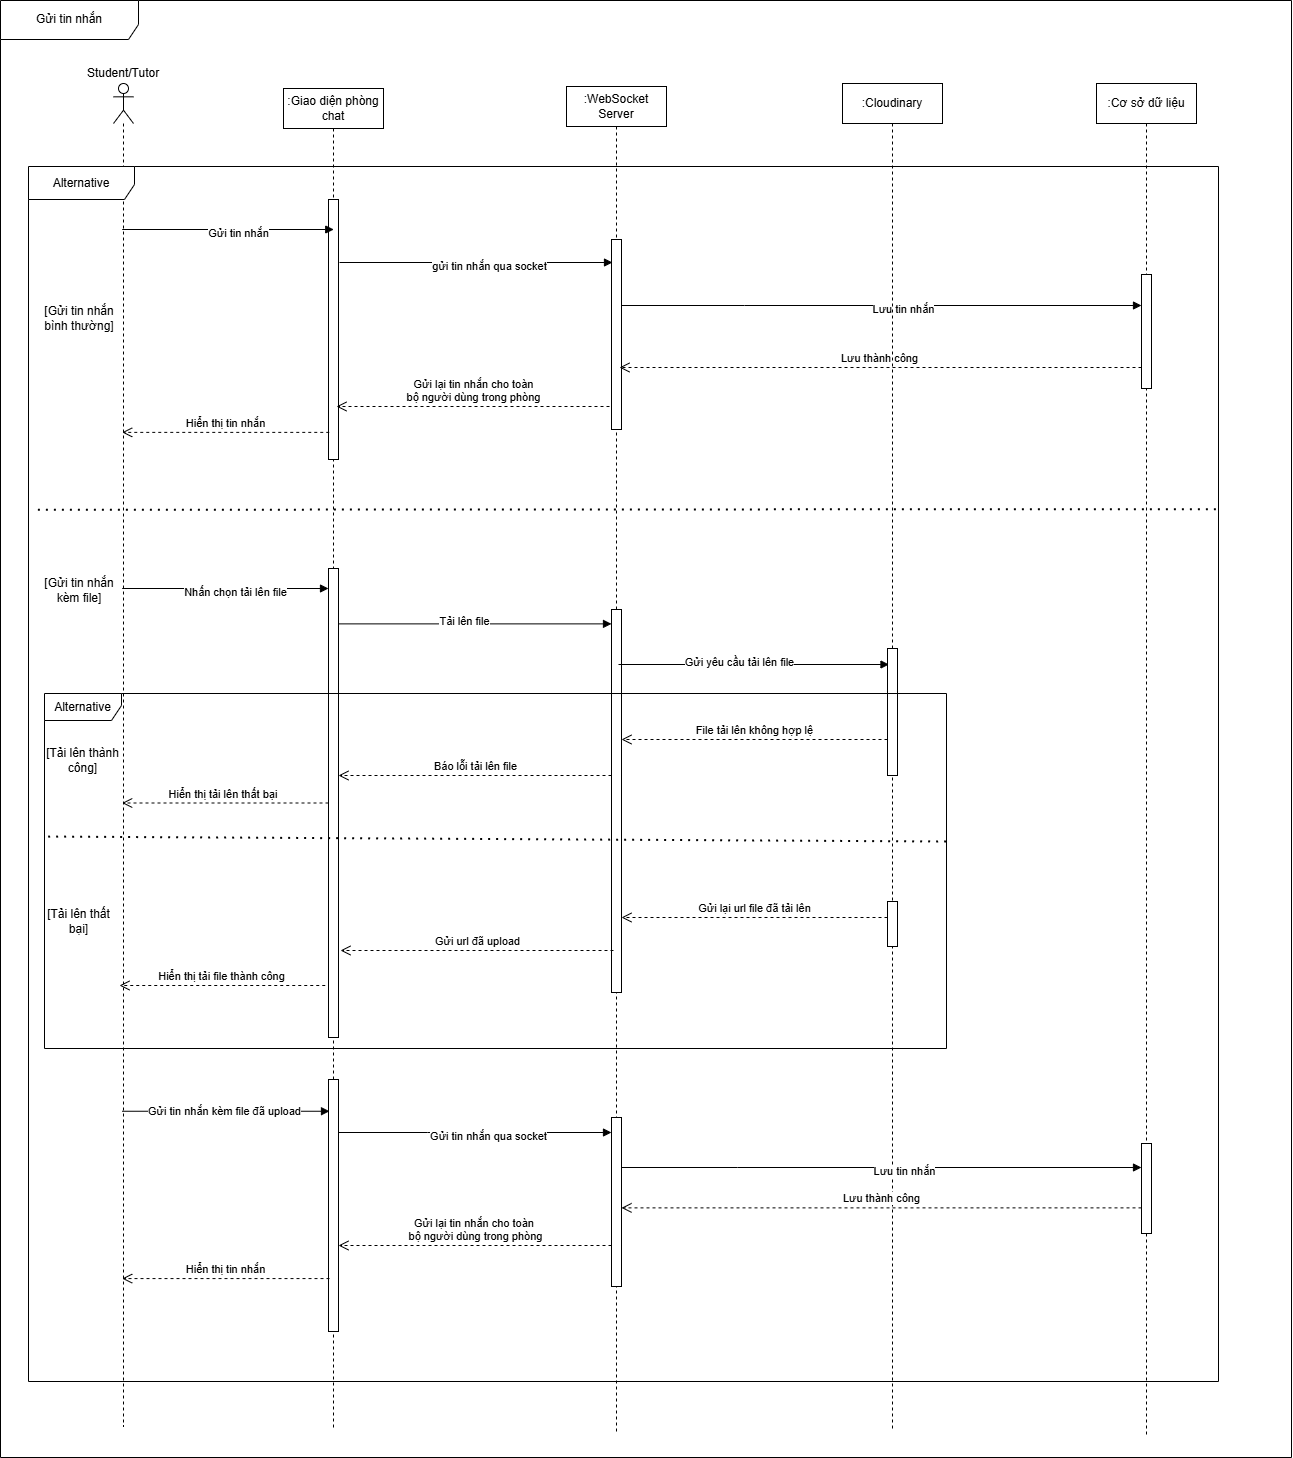 Gửi tin nhắn
Student/Tutor
:Giao diện phòng
chat
:WebSocket
Server
:Cloudinary
:Cơ sở dữ liệu
Alternative
Gửi tin nhắn
gửi tin nhắn qua socket
[Gửi tin nhắn
bình thường]
Lưu tin nhắn
Lưu thành công
Gửi lại tin nhắn cho toàn
bộ người dùng trong phòng
Hiển thị tin nhắn
[Gửi tin nhắn
kèm file]
Nhấn chọn tải lên file
Tải lên file
Gửi yêu cầu tải lên file
Alternative
[Tải lên thành
công]
File tải lên không hợp lệ
Báo lỗi tải lên file
Hiển thị tải lên thất bại
[Tải lên thất
bại]
Gửi lại url file đã tải lên
Gửi url đã upload
Hiển thị tải file thành công
Gửi tin nhắn kèm file đã upload
Gửi tin nhắn qua socket
Lưu tin nhắn
Lưu thành công
Gửi lại tin nhắn cho toàn
bộ người dùng trong phòng
Hiển thị tin nhắn